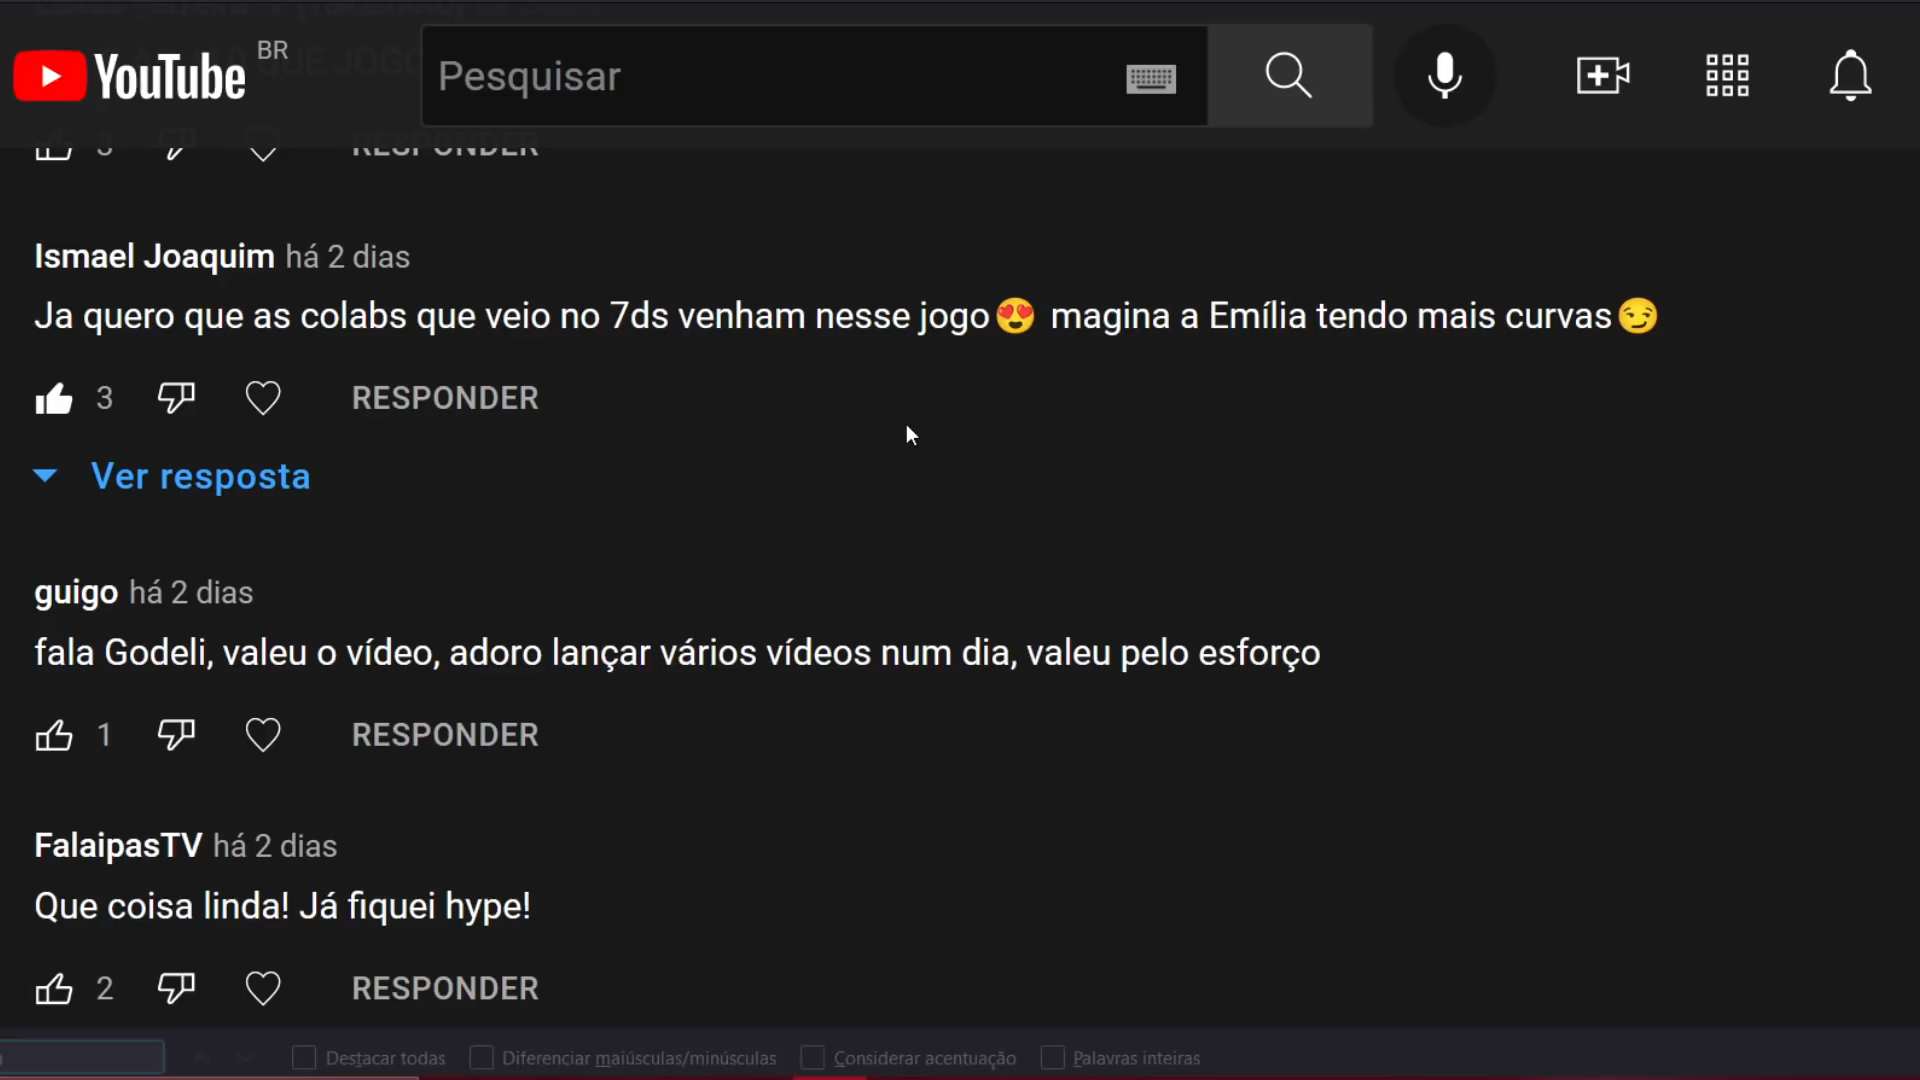 YouTube BR
Pesquisar
3 RESPONDER
Ismael Joaquim há 2 dias
Ja quero que as colabs que veio no 7ds venham nesse jogo😍 magina a Emília tendo mais curvas😏
3 RESPONDER
Ver resposta
guigo há 2 dias
fala Godeli, valeu o vídeo, adoro lançar vários vídeos num dia, valeu pelo esforço
1 RESPONDER
FalaipasTV há 2 dias
Que coisa linda! Já fiquei hype!
2 RESPONDER
Destacar todas Diferenciar maiúsculas/minúsculas Considerar acentuação Palavras inteiras